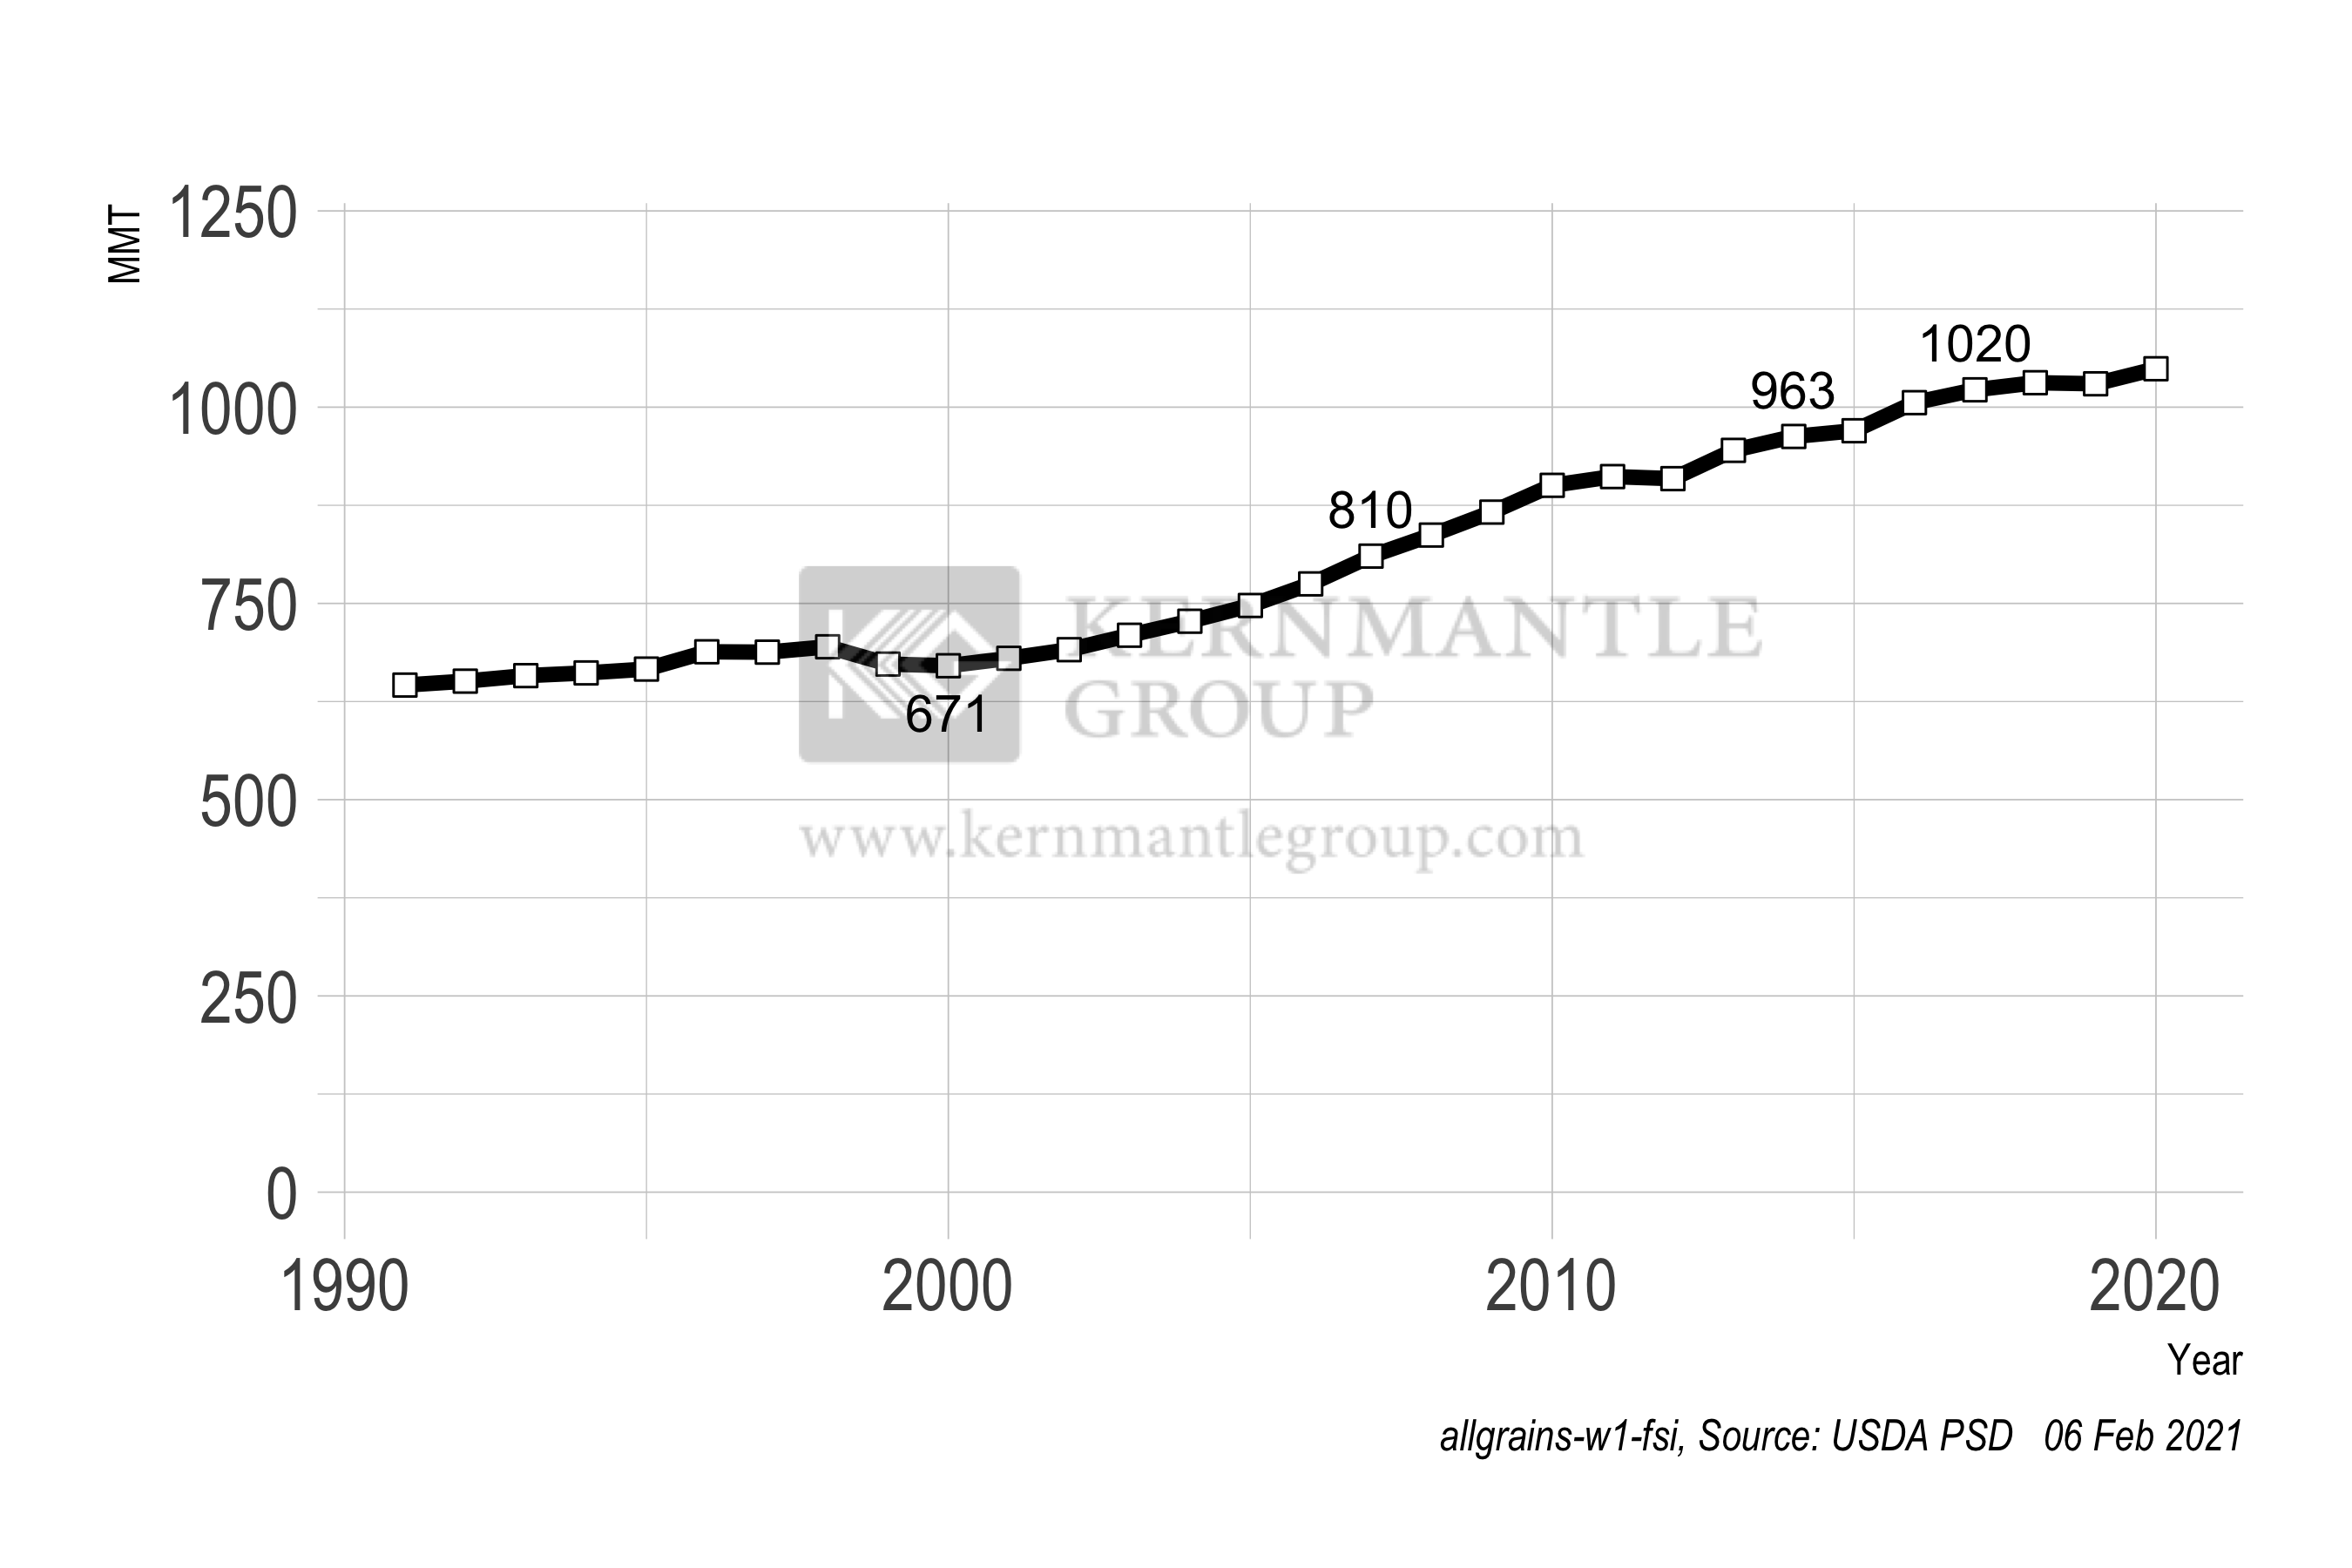 MMT
1250
1000
750
500
250
0
1020
963
810
671
KERNMANTLE
GROUP
www.kernmantlegroup.com
1990 2000 2010 2020
Year
allgrains-w1-fsi, Source: USDA PSD 06 Feb 2021